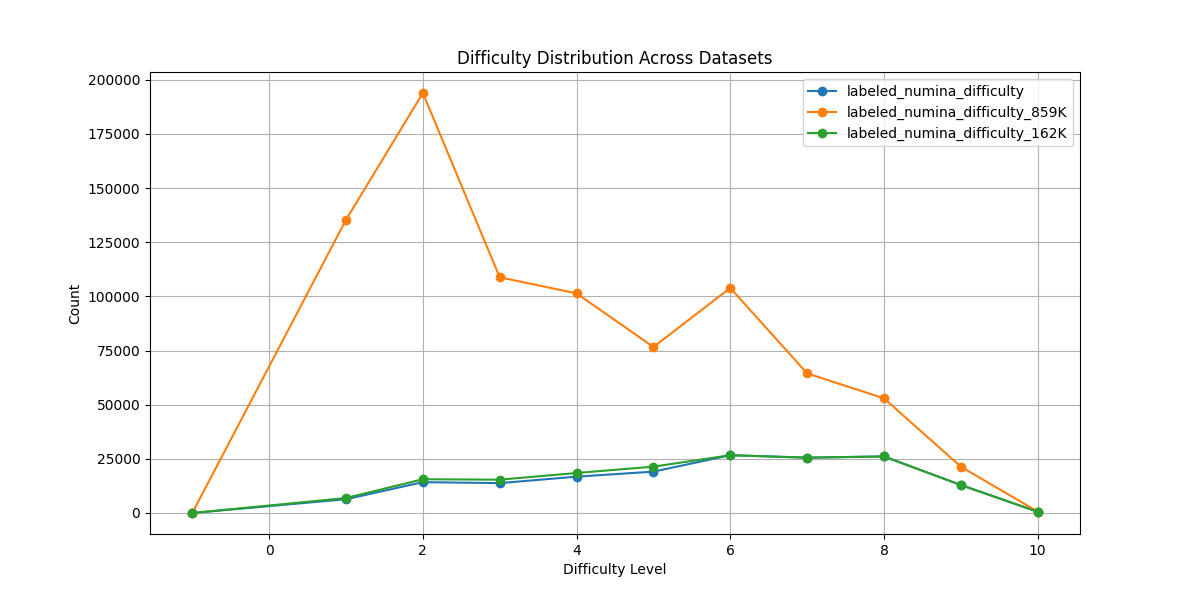 Difficulty Distribution Across Datasets
200000
175000
150000
125000
100000
75000
50000
25000
0
Count
labeled_numina_difficulty
labeled_numina_difficulty_859K
labeled_numina_difficulty_162K
0 2 4 6 8 10
Difficulty Level